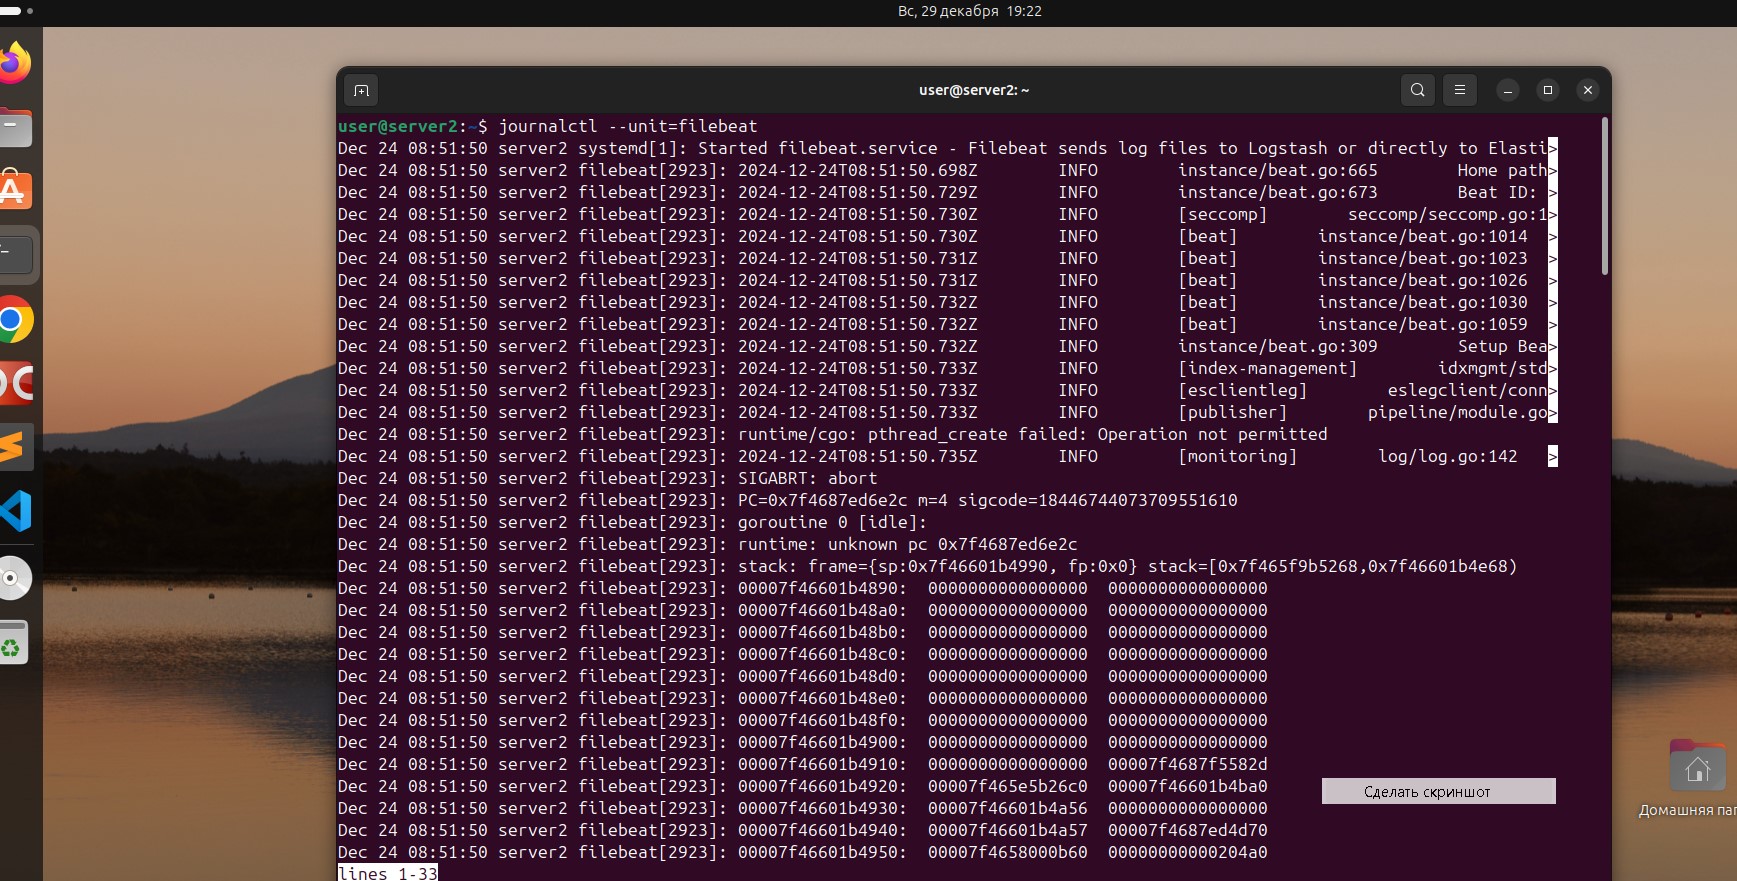 Вс, 29 декабря 19:22
user@server2: ~
user@server2:~$ journalctl --unit=filebeat
Dec 24 08:51:50 server2 systemd[1]: Started filebeat.service - Filebeat sends log files to Logstash or directly to Elasti>
Dec 24 08:51:50 server2 filebeat[2923]: 2024-12-24T08:51:50.698Z INFO instance/beat.go:665 Home path>
Dec 24 08:51:50 server2 filebeat[2923]: 2024-12-24T08:51:50.729Z INFO instance/beat.go:673 Beat ID: >
Dec 24 08:51:50 server2 filebeat[2923]: 2024-12-24T08:51:50.730Z INFO [seccomp] seccomp/seccomp.go:1>
Dec 24 08:51:50 server2 filebeat[2923]: 2024-12-24T08:51:50.730Z INFO [beat] instance/beat.go:1014 >
Dec 24 08:51:50 server2 filebeat[2923]: 2024-12-24T08:51:50.731Z INFO [beat] instance/beat.go:1023 >
Dec 24 08:51:50 server2 filebeat[2923]: 2024-12-24T08:51:50.731Z INFO [beat] instance/beat.go:1026 >
Dec 24 08:51:50 server2 filebeat[2923]: 2024-12-24T08:51:50.732Z INFO [beat] instance/beat.go:1030 >
Dec 24 08:51:50 server2 filebeat[2923]: 2024-12-24T08:51:50.732Z INFO [beat] instance/beat.go:1059 >
Dec 24 08:51:50 server2 filebeat[2923]: 2024-12-24T08:51:50.732Z INFO instance/beat.go:309 Setup Bea>
Dec 24 08:51:50 server2 filebeat[2923]: 2024-12-24T08:51:50.733Z INFO [index-management] idxmgmt/std>
Dec 24 08:51:50 server2 filebeat[2923]: 2024-12-24T08:51:50.733Z INFO [esclientleg] eslegclient/conn>
Dec 24 08:51:50 server2 filebeat[2923]: 2024-12-24T08:51:50.733Z INFO [publisher] pipeline/module.go>
Dec 24 08:51:50 server2 filebeat[2923]: runtime/cgo: pthread_create failed: Operation not permitted
Dec 24 08:51:50 server2 filebeat[2923]: 2024-12-24T08:51:50.735Z INFO [monitoring] log/log.go:142 >
Dec 24 08:51:50 server2 filebeat[2923]: SIGABRT: abort
Dec 24 08:51:50 server2 filebeat[2923]: PC=0x7f4687ed6e2c m=4 sigcode=18446744073709551610
Dec 24 08:51:50 server2 filebeat[2923]: goroutine 0 [idle]:
Dec 24 08:51:50 server2 filebeat[2923]: runtime: unknown pc 0x7f4687ed6e2c
Dec 24 08:51:50 server2 filebeat[2923]: stack: frame={sp:0x7f46601b4990, fp:0x0} stack=[0x7f465f9b5268,0x7f46601b4e68)
Dec 24 08:51:50 server2 filebeat[2923]: 00007f46601b4890: 0000000000000000 0000000000000000
Dec 24 08:51:50 server2 filebeat[2923]: 00007f46601b48a0: 0000000000000000 0000000000000000
Dec 24 08:51:50 server2 filebeat[2923]: 00007f46601b48b0: 0000000000000000 0000000000000000
Dec 24 08:51:50 server2 filebeat[2923]: 00007f46601b48c0: 0000000000000000 0000000000000000
Dec 24 08:51:50 server2 filebeat[2923]: 00007f46601b48d0: 0000000000000000 0000000000000000
Dec 24 08:51:50 server2 filebeat[2923]: 00007f46601b48e0: 0000000000000000 0000000000000000
Dec 24 08:51:50 server2 filebeat[2923]: 00007f46601b48f0: 0000000000000000 0000000000000000
Dec 24 08:51:50 server2 filebeat[2923]: 00007f46601b4900: 0000000000000000 0000000000000000
Dec 24 08:51:50 server2 filebeat[2923]: 00007f46601b4910: 0000000000000000 00007f4687f5582d
Dec 24 08:51:50 server2 filebeat[2923]: 00007f46601b4920: 00007f465e5b26c0 00007f46601b4ba0
Dec 24 08:51:50 server2 filebeat[2923]: 00007f46601b4930: 00007f46601b4a56 0000000000000000
Dec 24 08:51:50 server2 filebeat[2923]: 00007f46601b4940: 00007f46601b4a57 00007f4687ed4d70
Dec 24 08:51:50 server2 filebeat[2923]: 00007f46601b4950: 00007f4658000b60 00000000000204a0
lines 1-33
Сделать скриншот
Домашняя пап